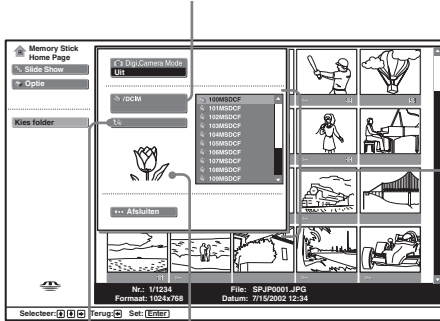 Memory Stick
Home Page
Slide Show
Optie
Kies folder
Digi.Camera Mode
Uit
/DCIM
100MSDCF
101MSDCF
102MSDCF
103MSDCF
104MSDCF
105MSDCF
106MSDCF
107MSDCF
108MSDCF
109MSDCF
Afsluiten
Nr.: 1/1234
File: SPJP0001.JPG
Formaat: 1024x768
Datum: 7/15/2002 12:34
Selecteer: Terug: Set: Enter